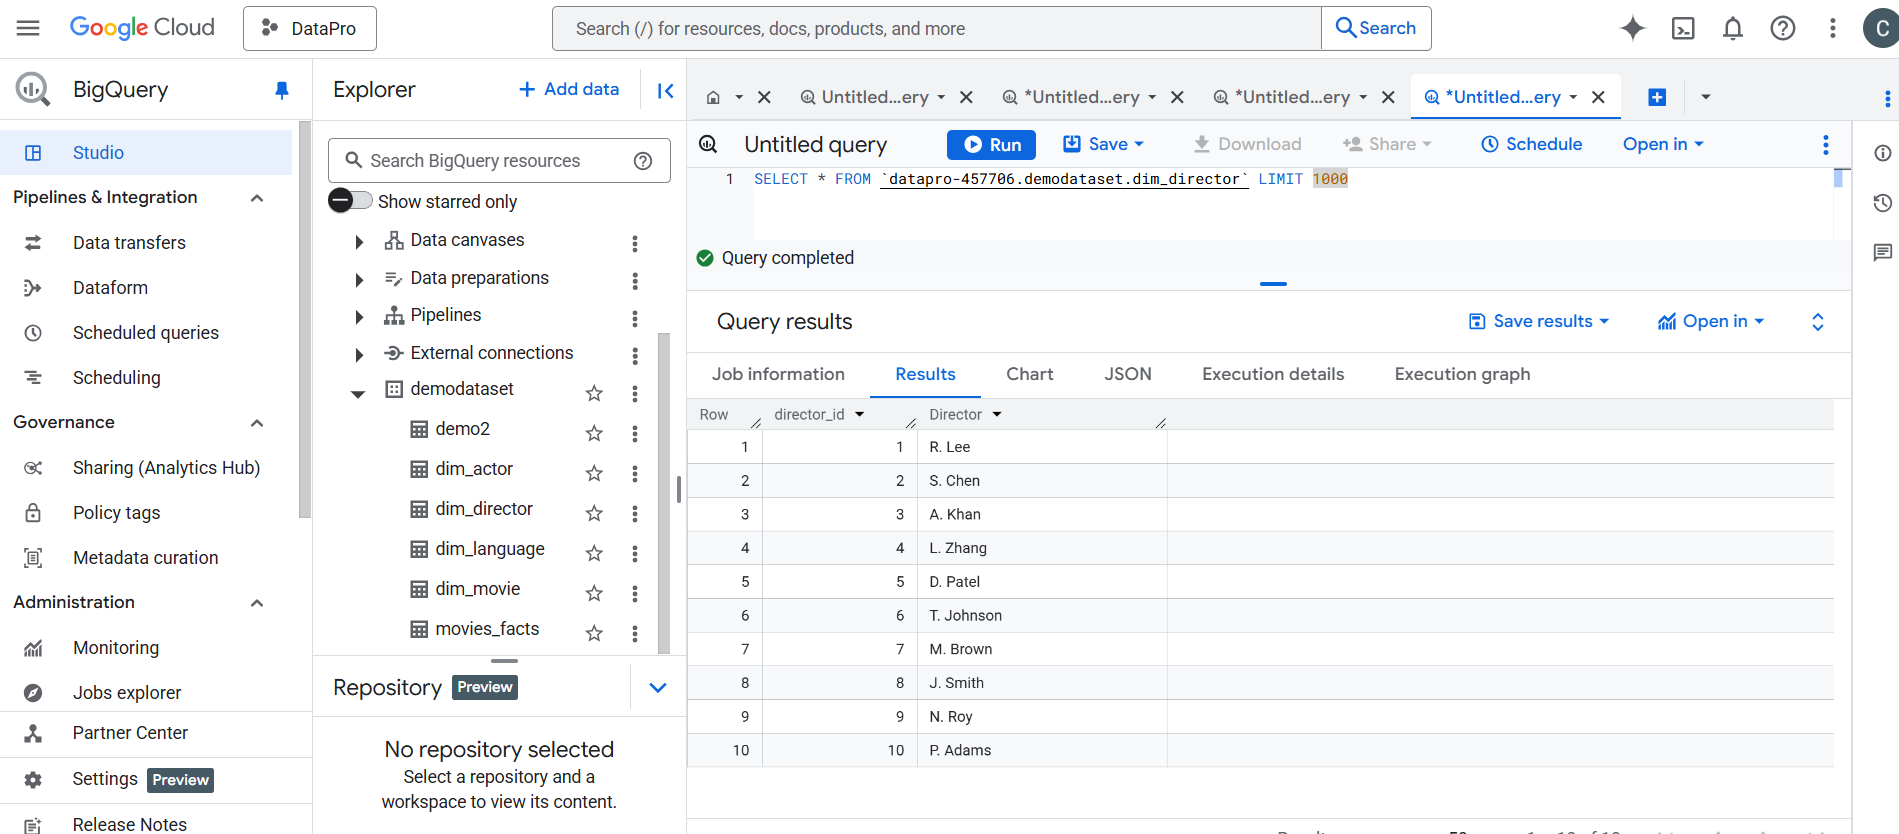 Google Cloud
DataPro
Search (/) for resources, docs, products, and more
Search
C
BigQuery
Studio
Pipelines & Integration
Data transfers
Dataform
Scheduled queries
Scheduling
Governance
Sharing (Analytics Hub)
Policy tags
Metadata curation
Administration
Monitoring
Jobs explorer
Partner Center
Settings Preview
Release Notes
Explorer
Add data
Search BigQuery resources
Show starred only
Data canvases
Data preparations
Pipelines
External connections
demodataset
demo2
dim_actor
dim_director
dim_language
dim_movie
movies_facts
Repository Preview
No repository selected
Select a repository and a
workspace to view its content.
Untitled...ery *Untitled...ery *Untitled...ery *Untitled...ery
Untitled query Run Save Download Share Schedule Open in
1 SELECT * FROM `datapro-457706.demodataset.dim_director` LIMIT 1000
Query completed
Query results Save results Open in
Job information Results Chart JSON Execution details Execution graph
Row director_id Director
1 1 R. Lee
2 2 S. Chen
3 3 A. Khan
4 4 L. Zhang
5 5 D. Patel
6 6 T. Johnson
7 7 M. Brown
8 8 J. Smith
9 9 N. Roy
10 10 P. Adams